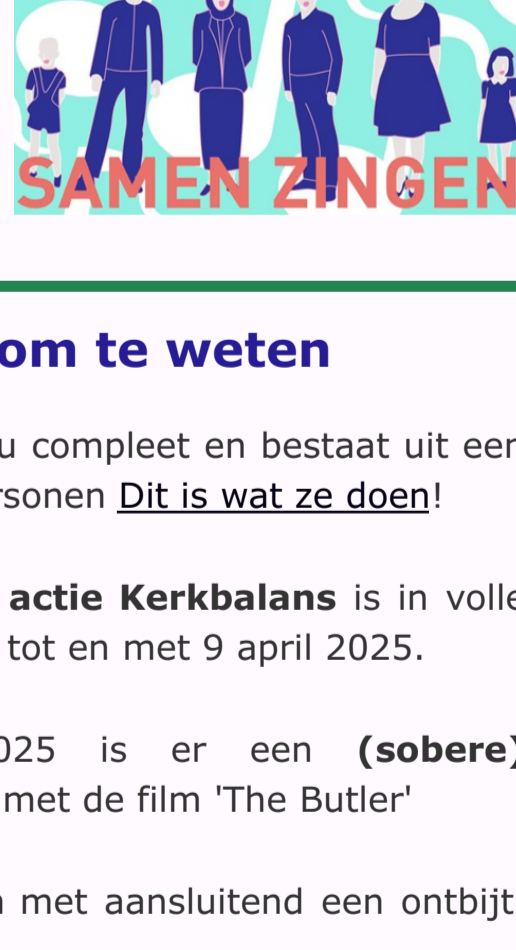 SAMEN ZINGEN
om te weten
u compleet en bestaat uit een
rsonen Dit is wat ze doen!
actie Kerkbalans is in volle
tot en met 9 april 2025.
025 is er een (sobere)
met de film 'The Butler'
n met aansluitend een ontbijt